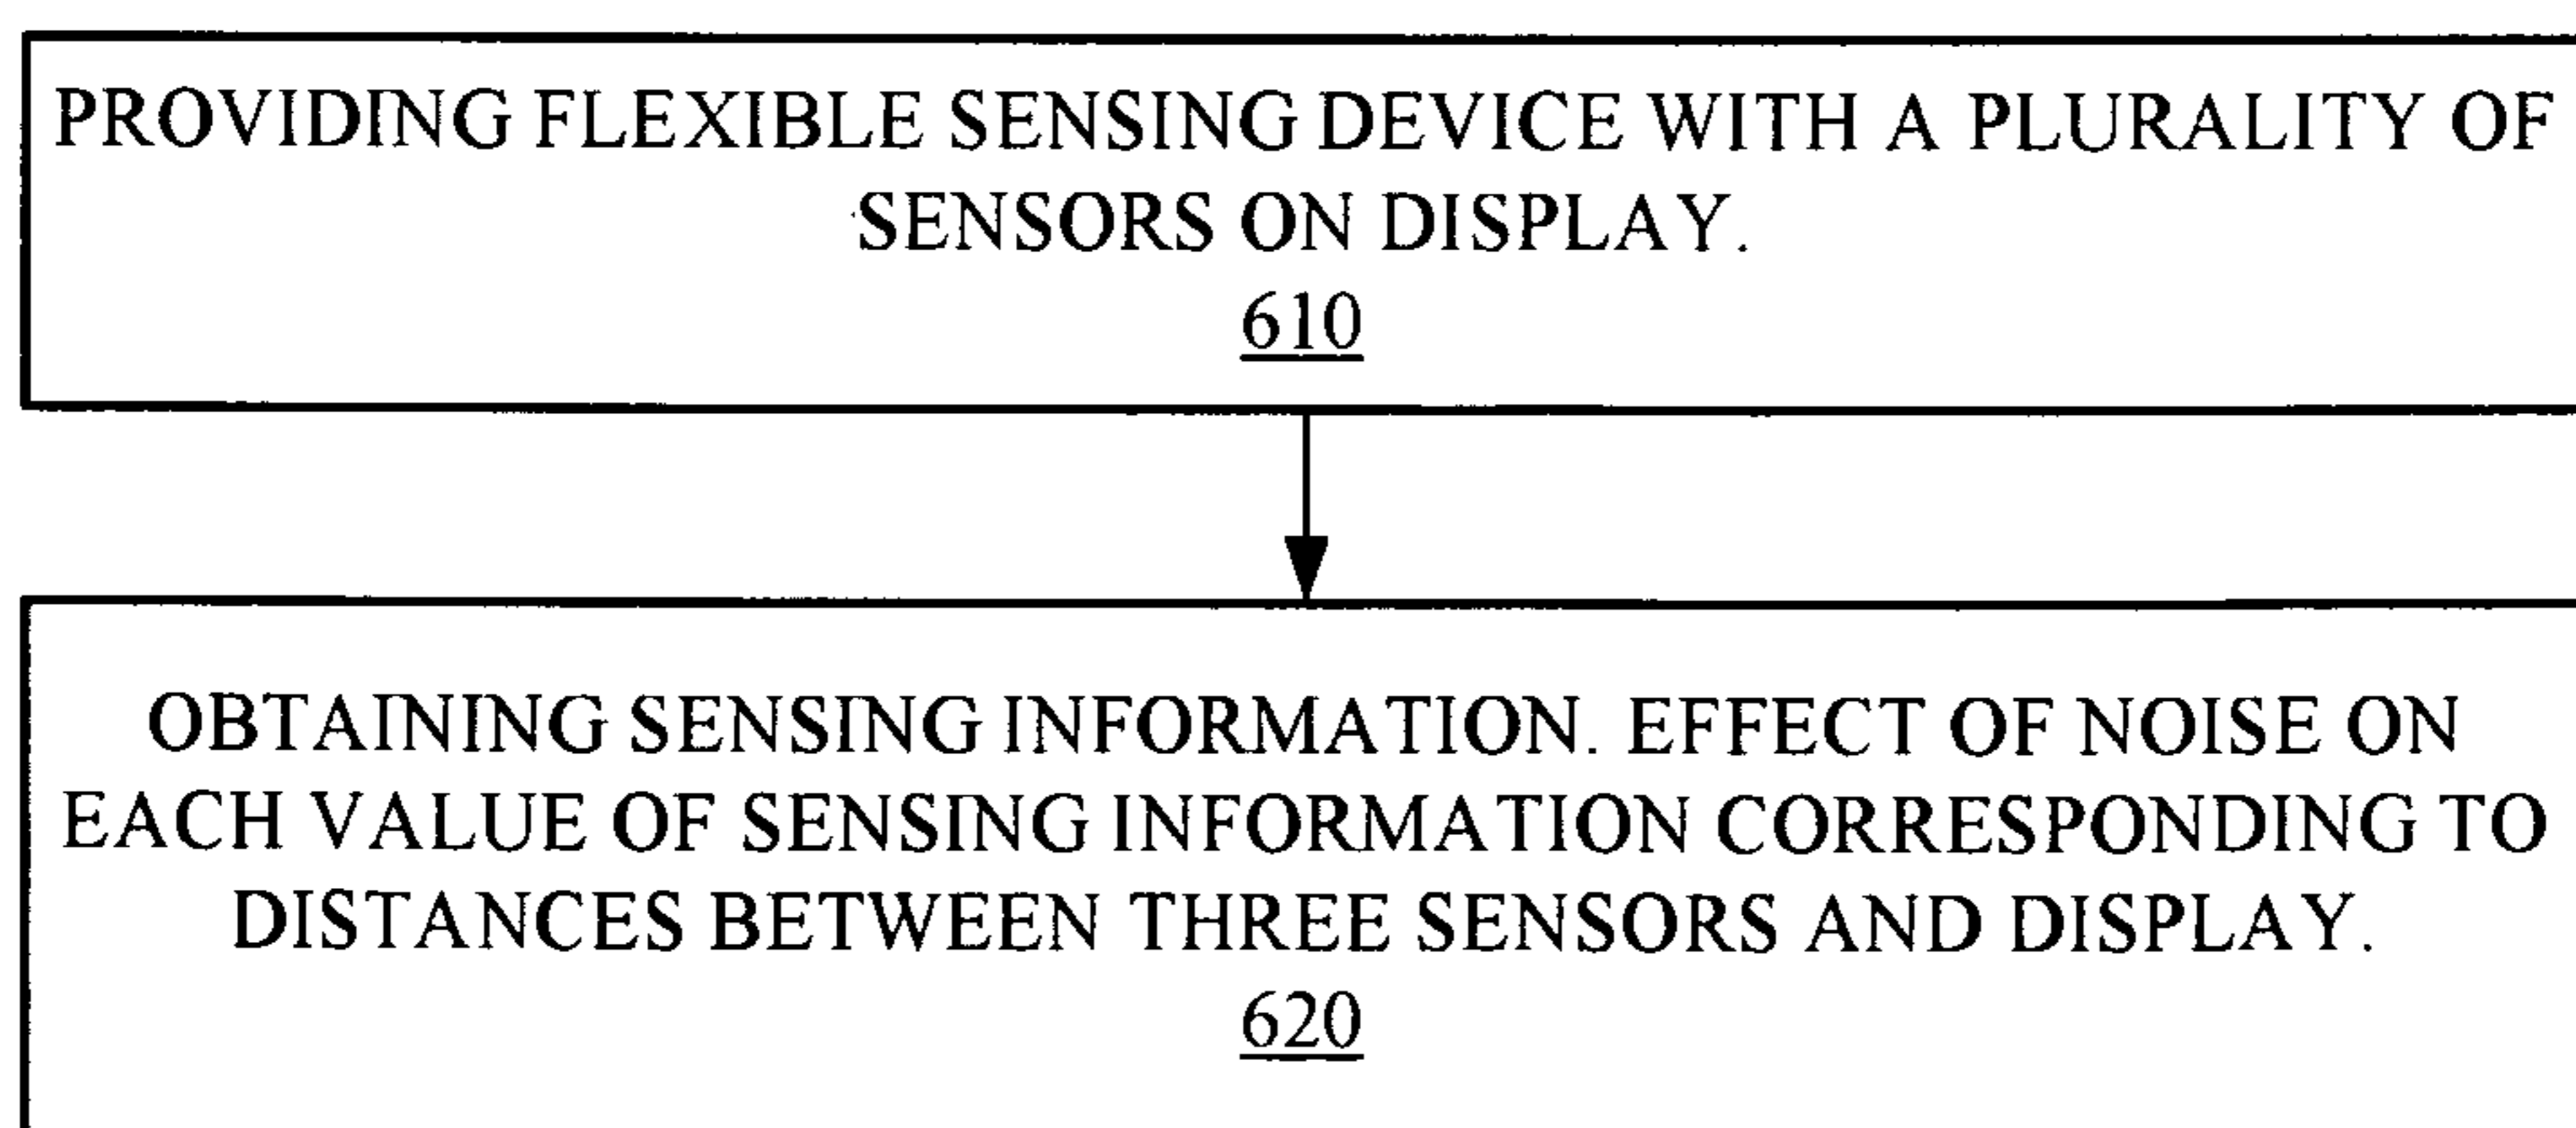 PROVIDING FLEXIBLE SENSING DEVICE WITH A PLURALITY OF
SENSORS ON DISPLAY.
610
OBTAINING SENSING INFORMATION. EFFECT OF NOISE ON
EACH VALUE OF SENSING INFORMATION CORRESPONDING TO
DISTANCES BETWEEN THREE SENSORS AND DISPLAY.
620